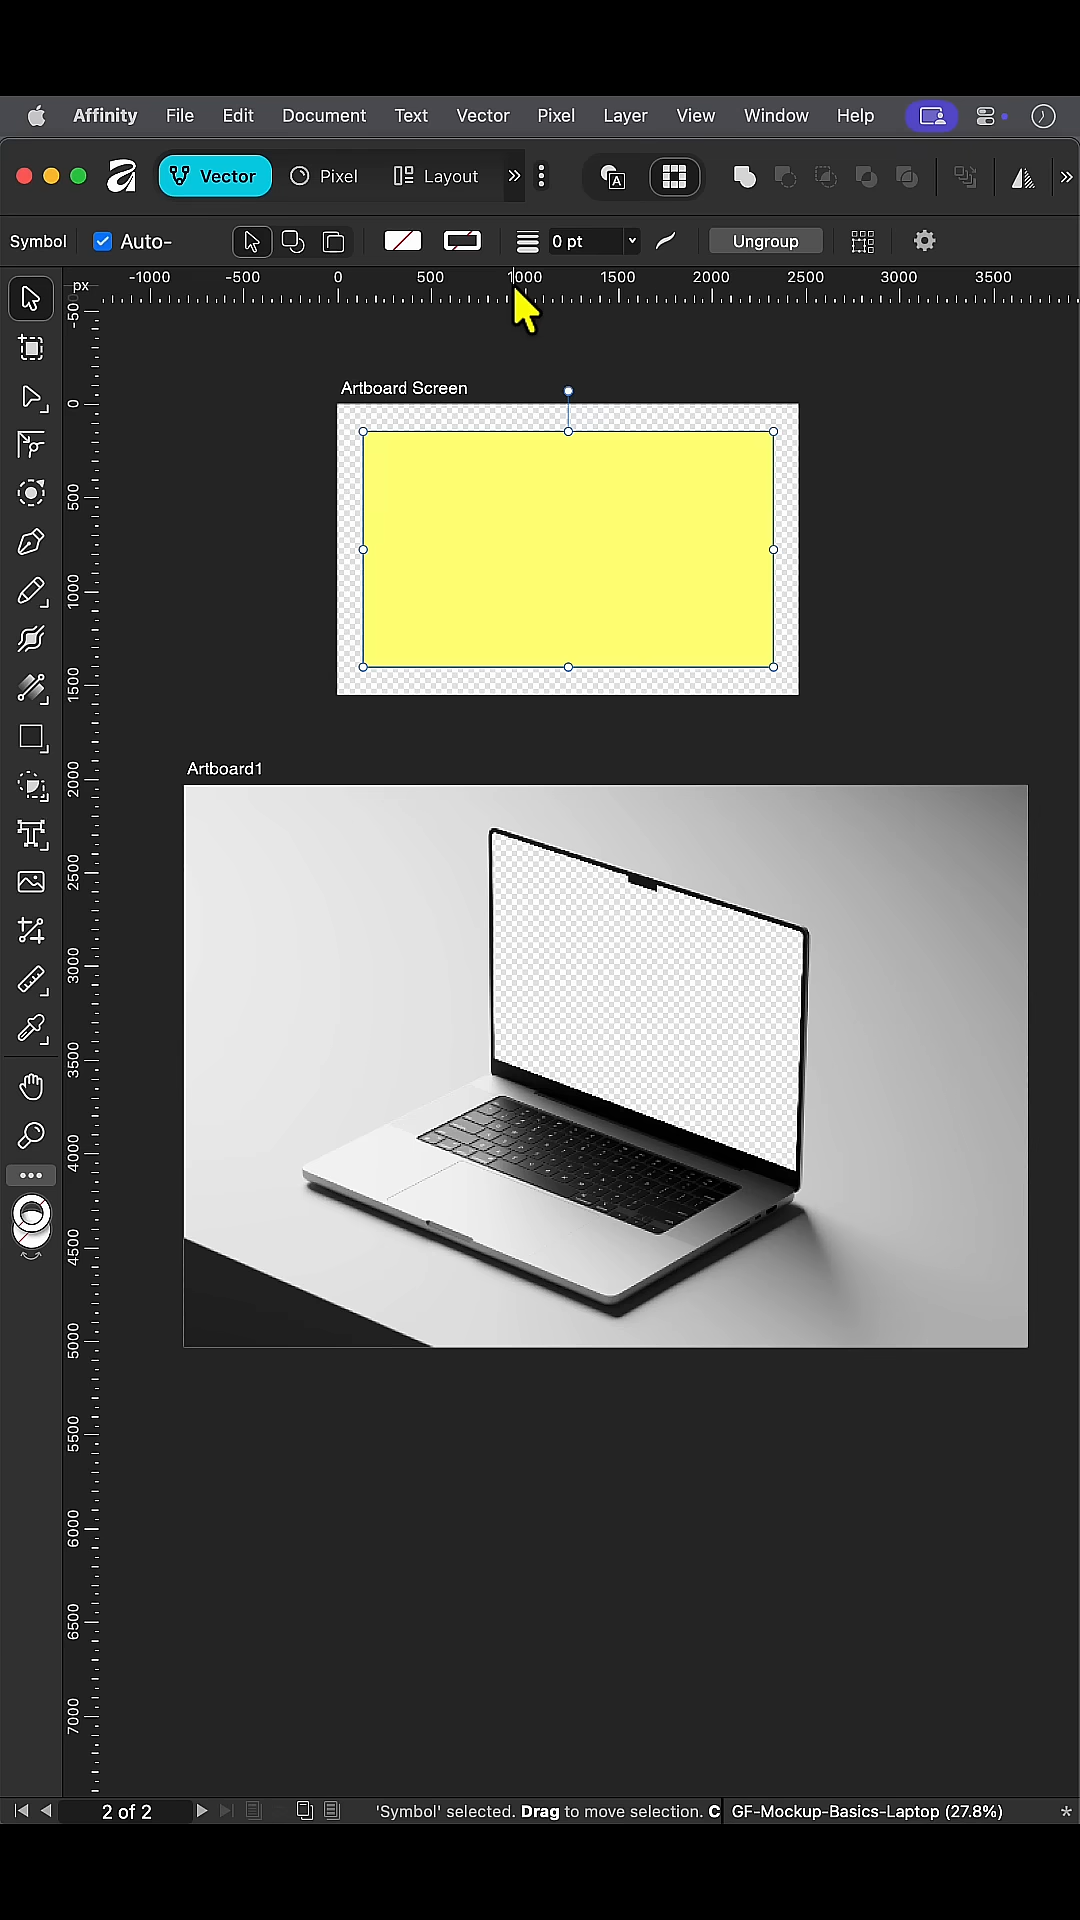 Affinity File Edit Document Text Vector Pixel Layer View Window Help
Vector Pixel Layout » A »
Symbol Auto- 0 pt Ungroup
px -1000 -500 0 500 1000 1500 2000 2500 3000 3500
-500
0
500
1000
1500
2000
2500
3000
3500
4000
4500
5000
5500
6000
6500
7000
Artboard Screen
Artboard1
2 of 2 'Symbol' selected. Drag to move selection. C GF-Mockup-Basics-Laptop (27.8%) *